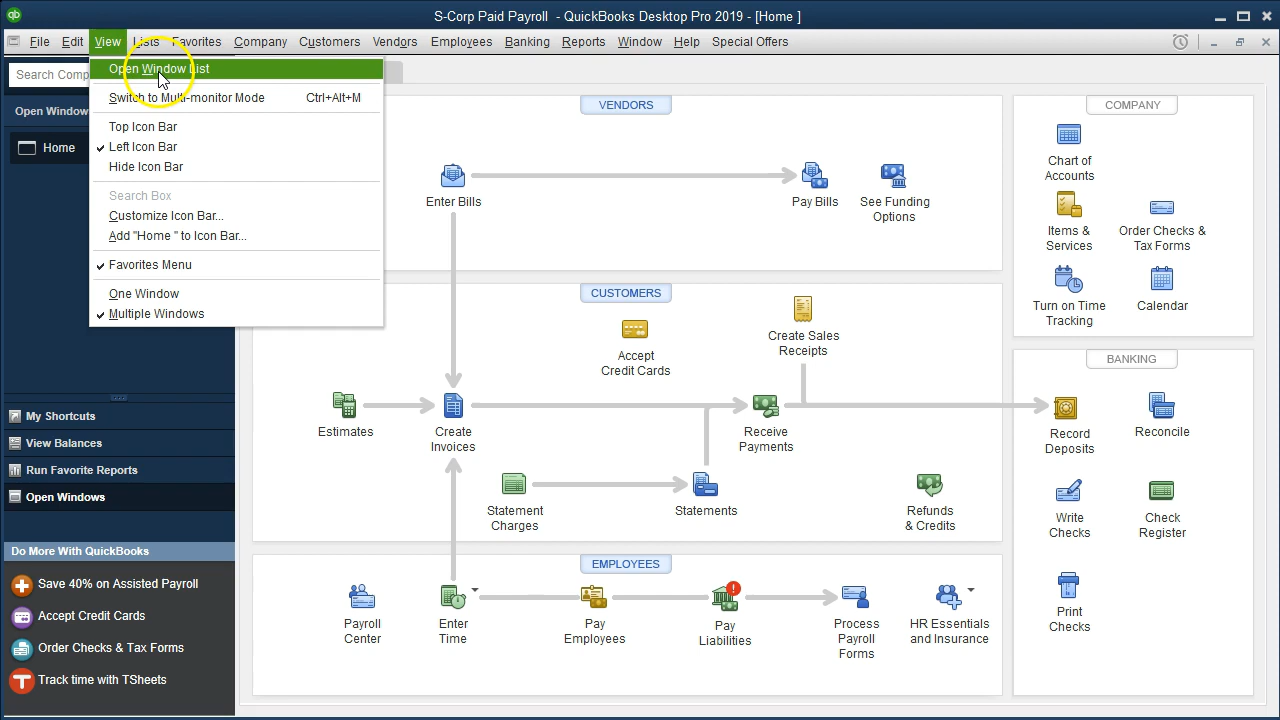 S-Corp Paid Payroll - QuickBooks Desktop Pro 2019 - [Home ]
File Edit View Lists Favorites Company Customers Vendors Employees Banking Reports Window Help Special Offers
Search Comp
Open Window List
Open Window
Home
Switch to Multi-monitor Mode Ctrl+Alt+M
Top Icon Bar
Left Icon Bar
Hide Icon Bar
Search Box
Customize Icon Bar...
Add "Home " to Icon Bar...
Favorites Menu
One Window
Multiple Windows
My Shortcuts
View Balances
Run Favorite Reports
Open Windows
Do More With QuickBooks
Save 40% on Assisted Payroll
Accept Credit Cards
Order Checks & Tax Forms
Track time with TSheets
VENDORS
Enter Bills
Pay Bills
See Funding
Options
CUSTOMERS
Accept
Credit Cards
Create Sales
Receipts
Estimates
Create
Invoices
Receive
Payments
Statement
Charges
Statements
Refunds
& Credits
EMPLOYEES
Payroll
Center
Enter
Time
Pay
Employees
Pay
Liabilities
Process
Payroll
Forms
HR Essentials
and Insurance
COMPANY
Chart of
Accounts
Items &
Services
Order Checks &
Tax Forms
Turn on Time
Tracking
Calendar
BANKING
Record
Deposits
Reconcile
Write
Checks
Check
Register
Print
Checks